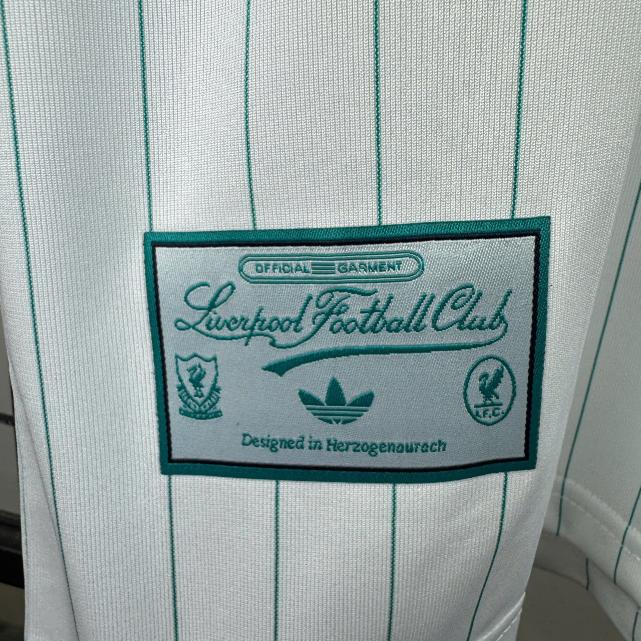 OFFICIAL GARMENT
Liverpool Football Club
L.F.C.
Designed in Herzogenaurach